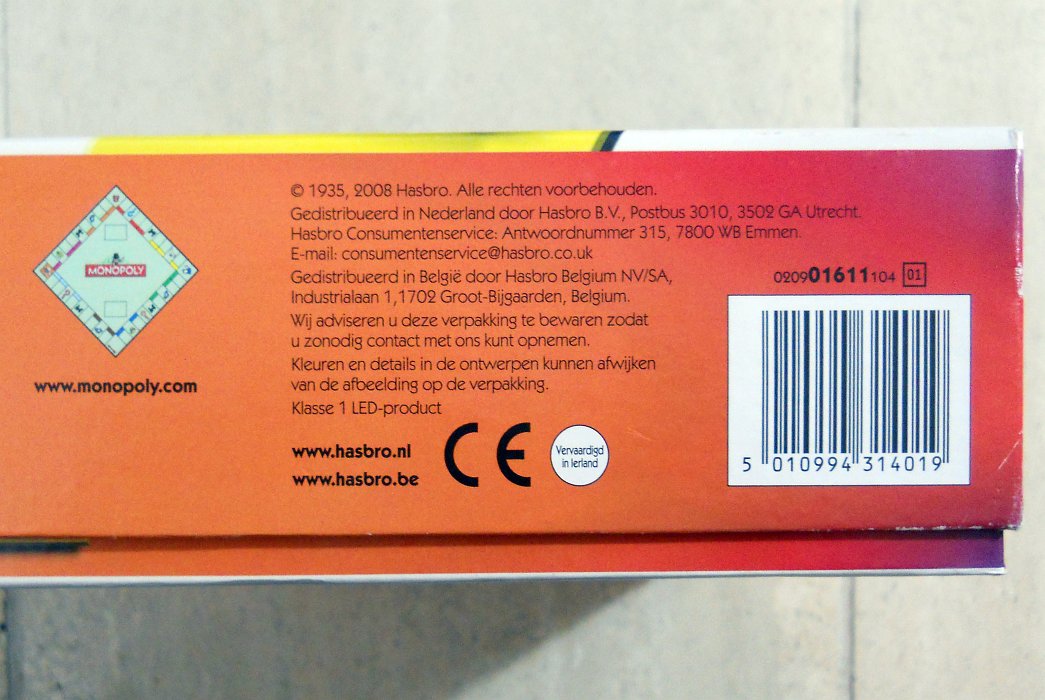 MONOPOLY
www.monopoly.com
© 1935, 2008 Hasbro. Alle rechten voorbehouden.
Gedistribueerd in Nederland door Hasbro B.V., Postbus 3010, 3502 GA Utrecht.
Hasbro Consumentenservice: Antwoordnummer 315, 7800 WB Emmen.
E-mail: consumentenservice@hasbro.co.uk
Gedistribueerd in België door Hasbro Belgium NV/SA,
Industrialaan 1,1702 Groot-Bijgaarden, Belgium.
Wij adviseren u deze verpakking te bewaren zodat
u zonodig contact met ons kunt opnemen.
Kleuren en details in de ontwerpen kunnen afwijken
van de afbeelding op de verpakking.
Klasse 1 LED-product
www.hasbro.nl
www.hasbro.be
CE
Vervaardigd
in Ierland
020901611104 01
5 010994 314019